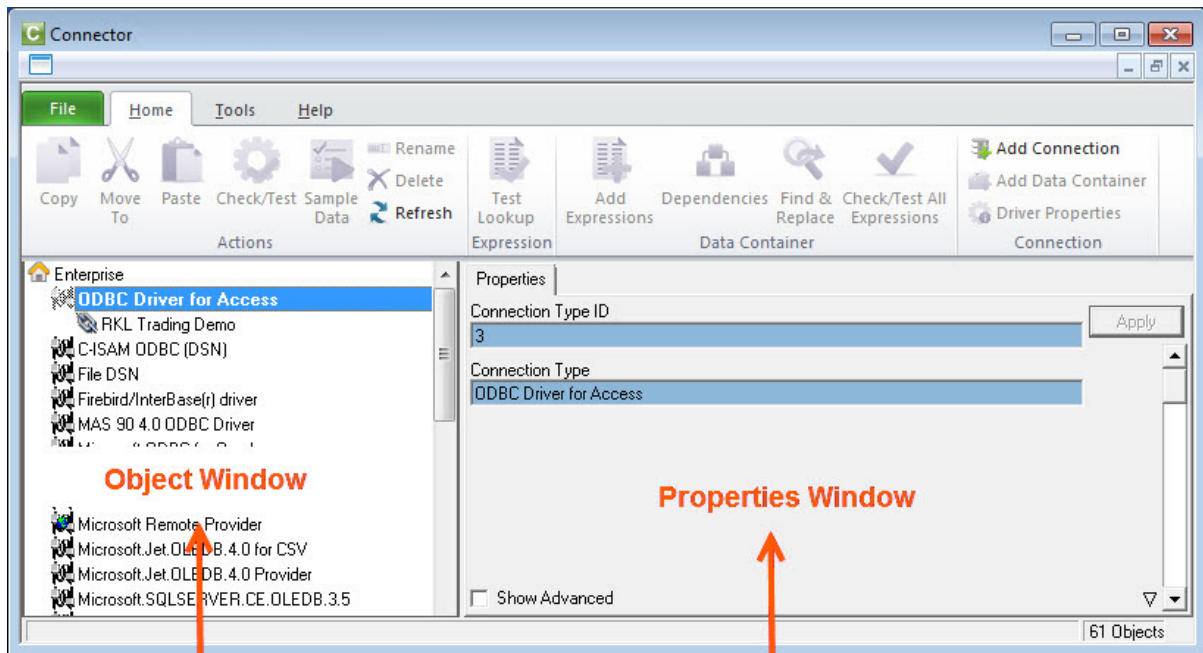 Connector
File Home Tools Help
Copy
Move To
Paste
Check/Test
Sample Data
Rename
Delete
Refresh
Actions
Test Lookup
Expression
Add Expressions
Dependencies
Find & Replace
Check/Test All Expressions
Data Container
Add Connection
Add Data Container
Driver Properties
Connection
Enterprise
ODBC Driver for Access
RKL Trading Demo
C-ISAM ODBC (DSN)
File DSN
Firebird/InterBase(r) driver
MAS 90 4.0 ODBC Driver
Object Window
Microsoft Remote Provider
Microsoft.Jet.OLEDB.4.0 for CSV
Microsoft.Jet.OLEDB.4.0 Provider
Microsoft.SQLSERVER.CE.OLEDB.3.5
Properties
Connection Type ID
3
Apply
Connection Type
ODBC Driver for Access
Properties Window
Show Advanced
61 Objects